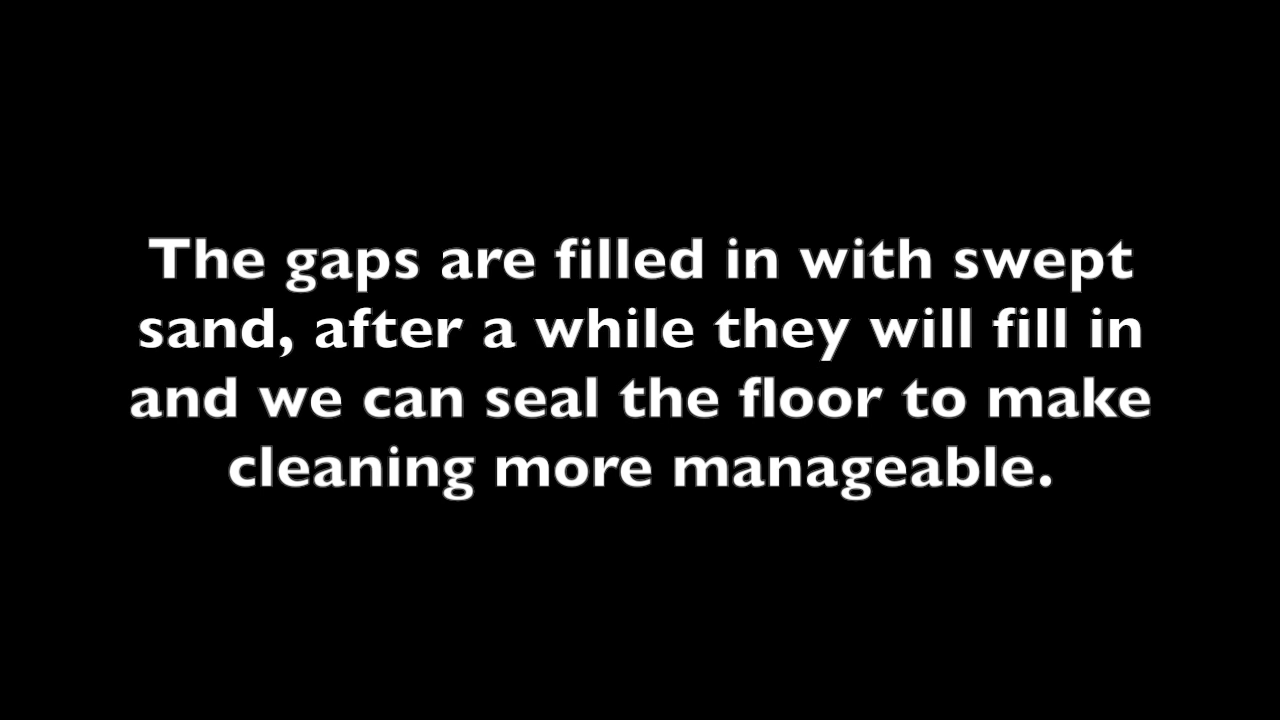 The gaps are filled in with swept
sand, after a while they will fill in
and we can seal the floor to make
cleaning more manageable.